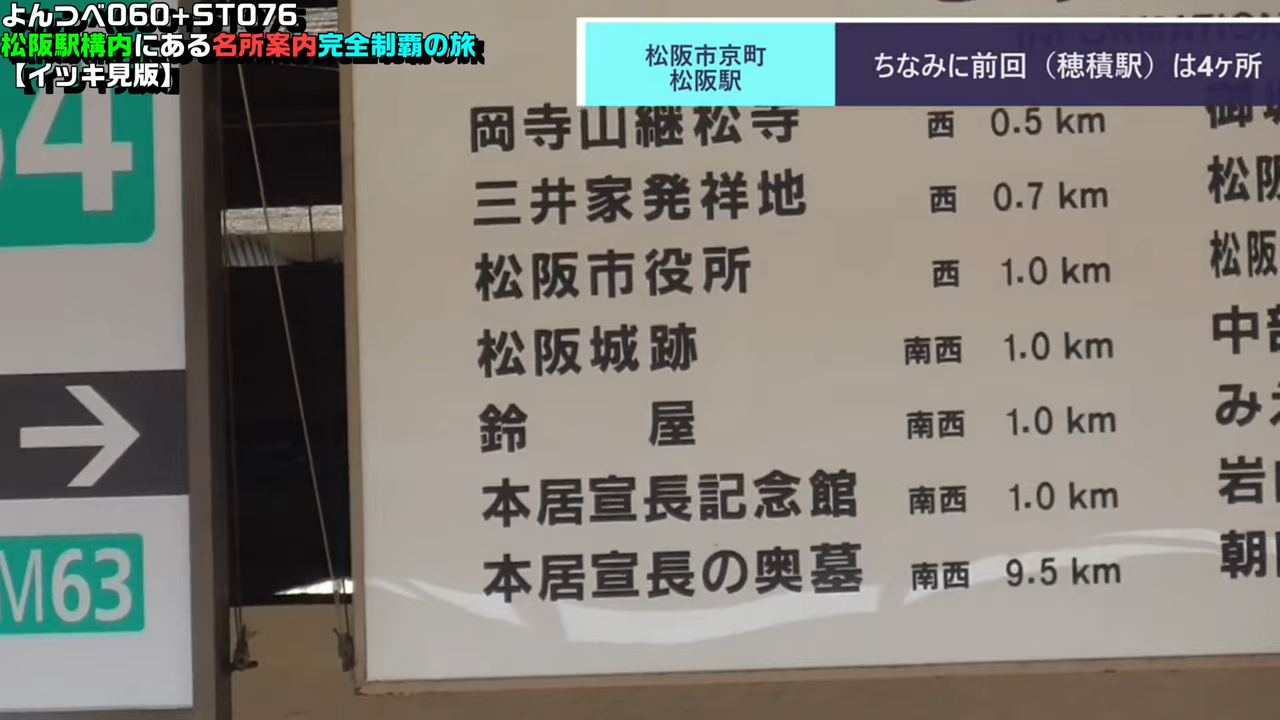 よんつべ060+ST076
松阪駅構内にある名所案内完全制覇の旅
【イツキ見版】
松阪市京町
松阪駅
ちなみに前回（穂積駅）は4ヶ所
岡寺山継松寺 西 0.5 km
三井家発祥地 西 0.7 km
松阪市役所 西 1.0 km
松阪城跡 南西 1.0 km
鈴屋 南西 1.0 km
本居宣長記念館 南西 1.0 km
本居宣長の奥墓 南西 9.5 km
松
松阪
中
み
岩
朝
4
M63